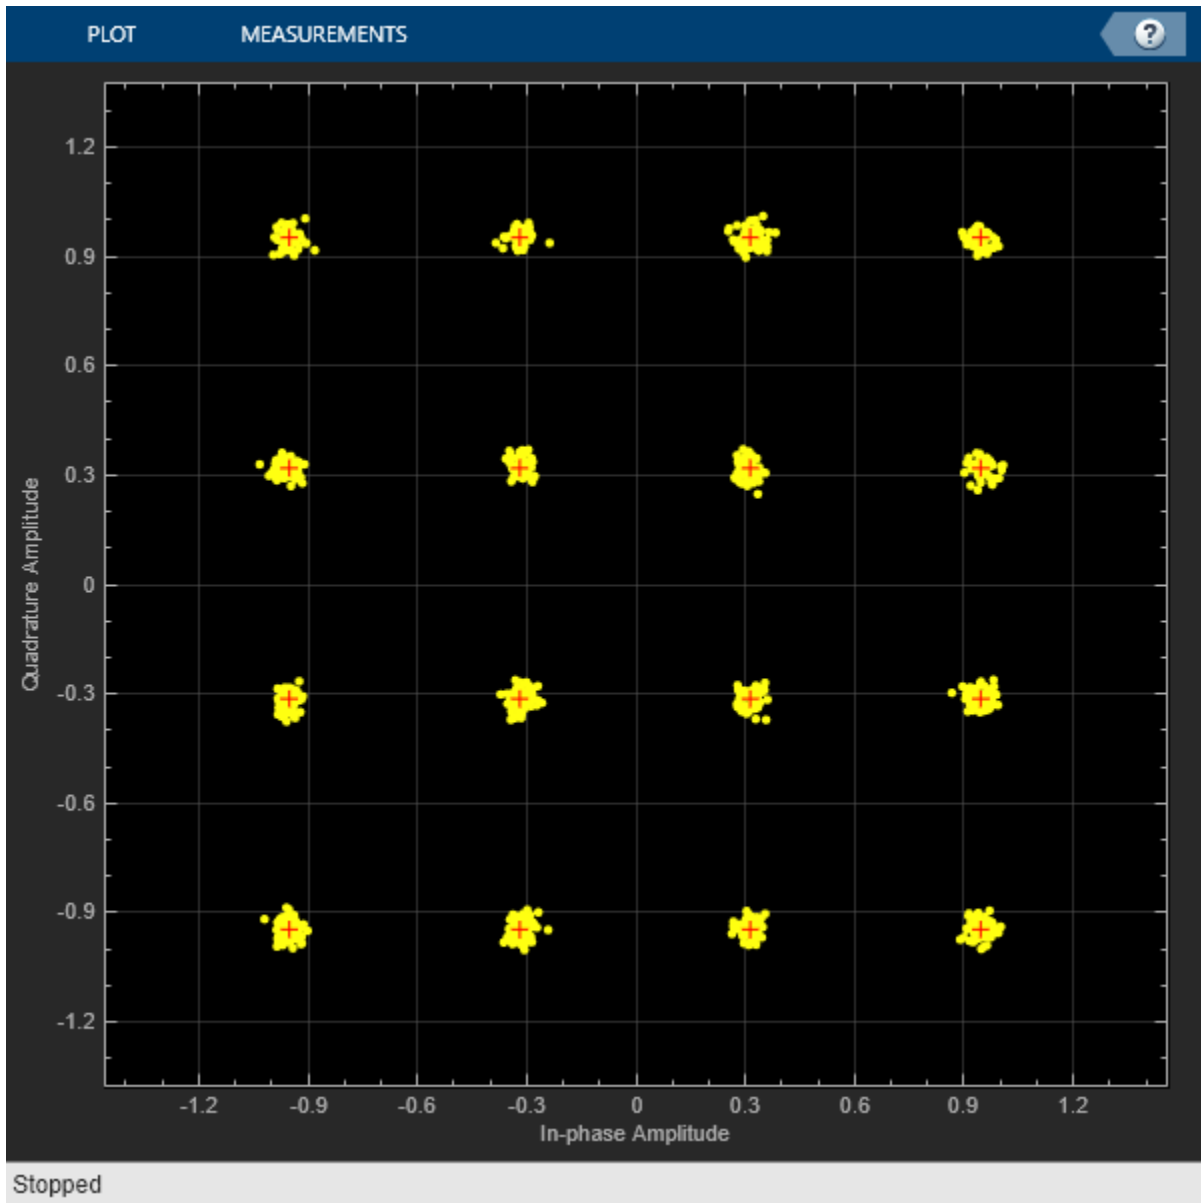 PLOT MEASUREMENTS ?
1.2
0.9
0.6
0.3
0
-0.3
-0.6
-0.9
-1.2
Quadrature Amplitude
-1.2 -0.9 -0.6 -0.3 0 0.3 0.6 0.9 1.2
In-phase Amplitude
Stopped